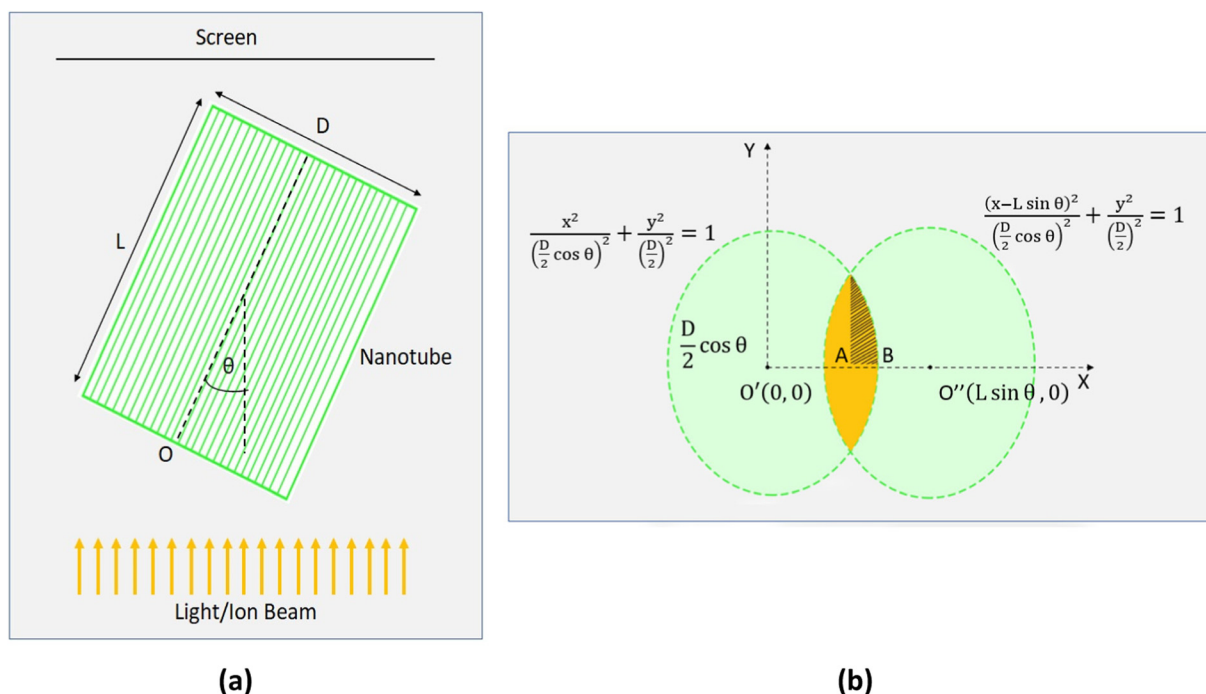 Screen
D
L
θ
Nanotube
O
Light/Ion Beam
(a)
Y
x²/(D/2 cos θ)² + y²/(D/2)² = 1
(x−L sin θ)²/(D/2 cos θ)² + y²/(D/2)² = 1
D/2 cos θ
A B
O'(0, 0)
O''(L sin θ , 0)
X
(b)